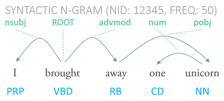 SYNTACTIC N-GRAM (NID: 12345, FREQ: 50)
nsubj ROOT advmod num pobj
I brought away one unicorn
PRP VBD RB CD NN